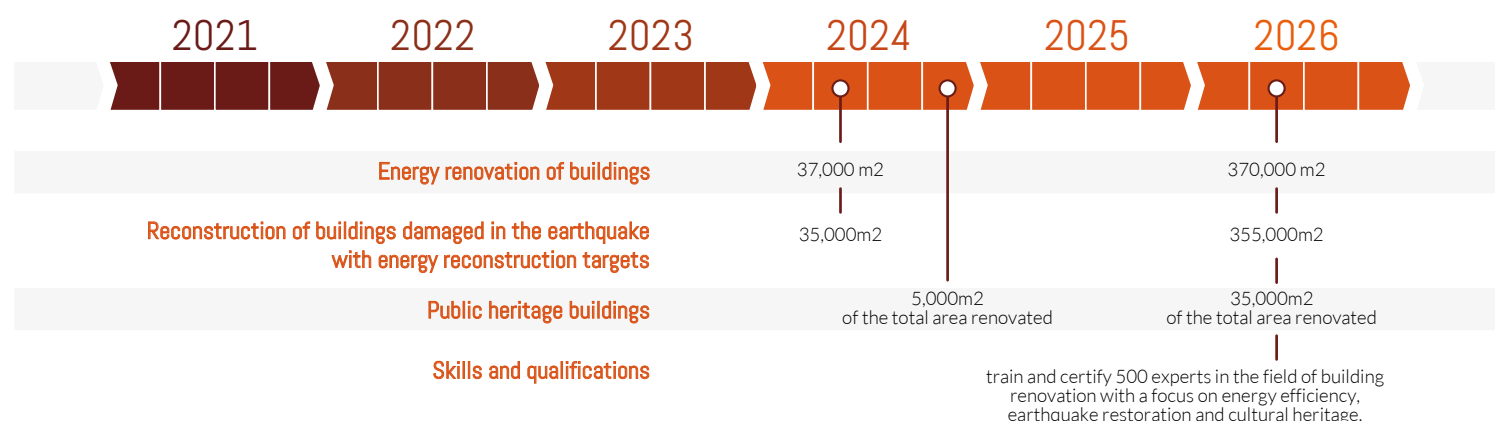 2021 2022 2023 2024 2025 2026
Energy renovation of buildings 37,000 m2 370,000 m2
Reconstruction of buildings damaged in the earthquake
with energy reconstruction targets
35,000m2 355,000m2
Public heritage buildings
5,000m2
of the total area renovated
35,000m2
of the total area renovated
Skills and qualifications
train and certify 500 experts in the field of building
renovation with a focus on energy efficiency,
earthquake restoration and cultural heritage.